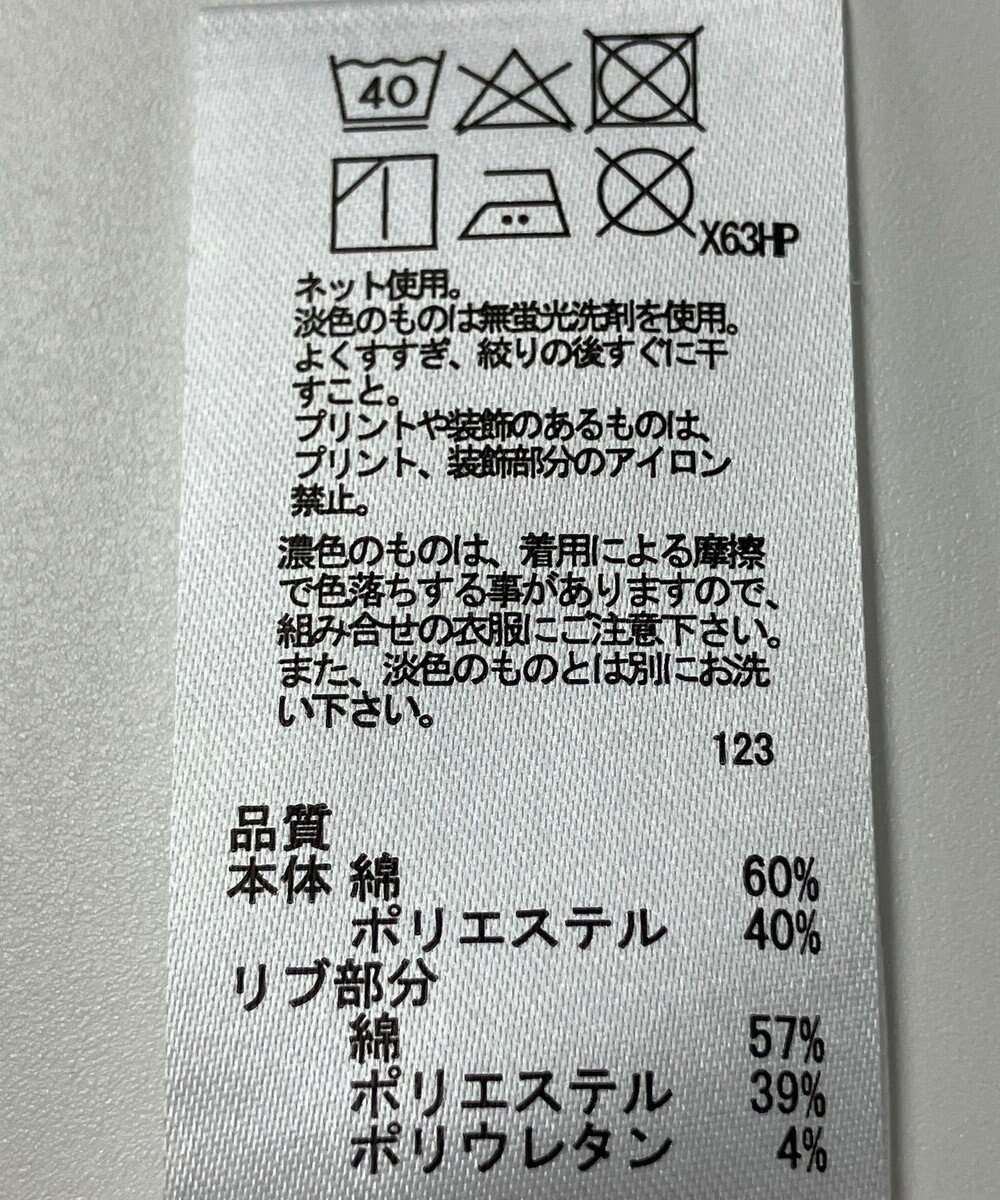 40
X63HP
ネット使用。
淡色のものは無蛍光洗剤を使用。
よくすすぎ、絞りの後すぐに干
すこと。
プリントや装飾のあるものは、
プリント、装飾部分のアイロン
禁止。
濃色のものは、着用による摩擦
で色落ちする事がありますので、
組み合せの衣服にご注意下さい。
また、淡色のものとは別にお洗
い下さい。
123
品質
本体 綿 60%
ポリエステル 40%
リブ部分
綿 57%
ポリエステル 39%
ポリウレタン 4%